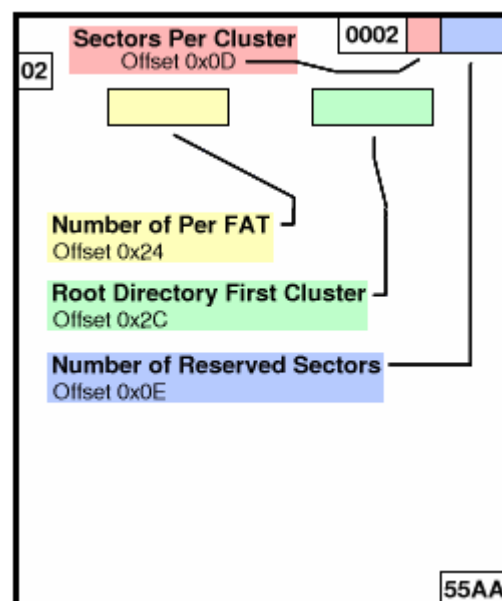 Sectors Per Cluster
Offset 0x0D
0002
02
Number of Per FAT
Offset 0x24
Root Directory First Cluster
Offset 0x2C
Number of Reserved Sectors
Offset 0x0E
55AA